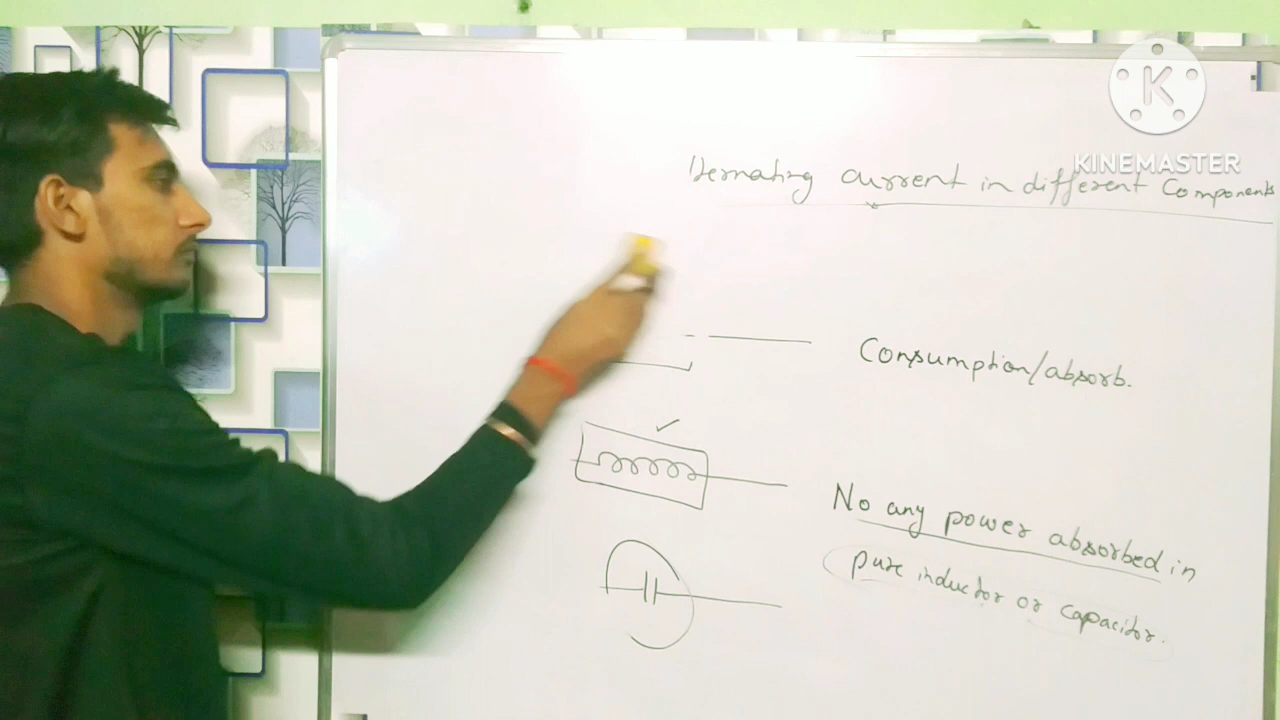 K
KINEMASTER
lternating current in different Components
Consumption/absorb.
No any power absorbed in
pure inductor or capacitor.